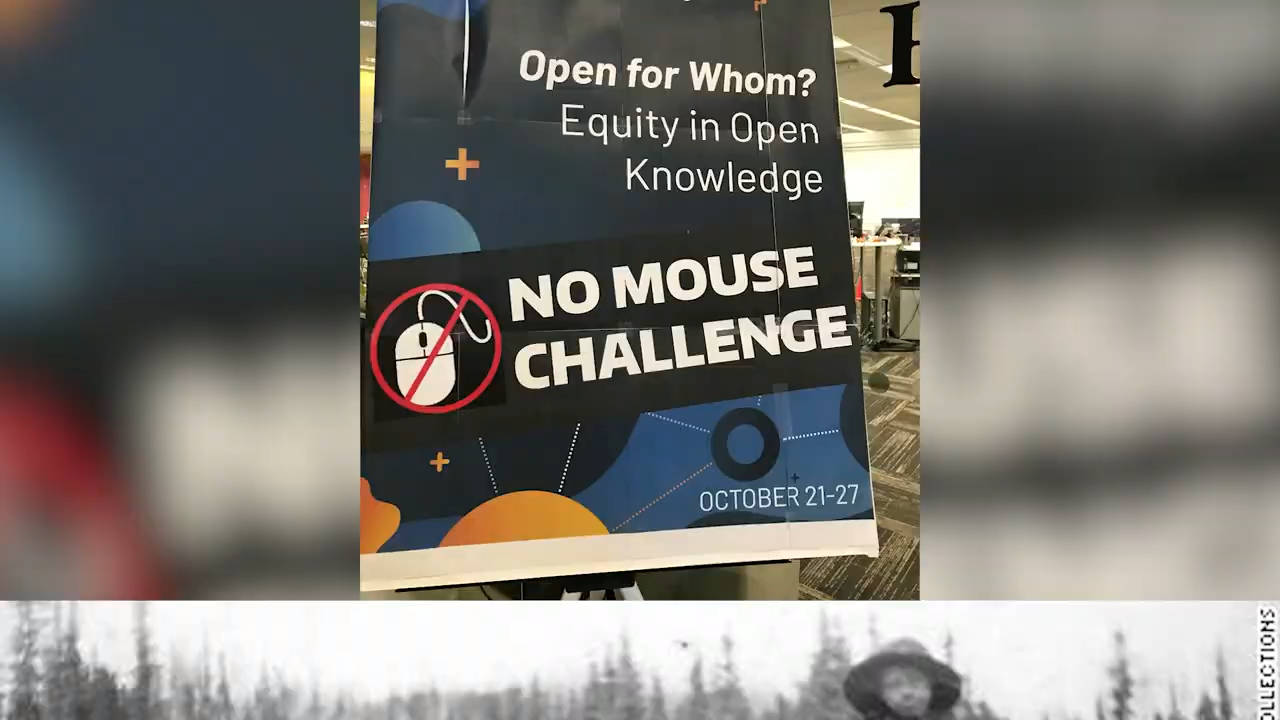 Open for Whom?
Equity in Open
Knowledge
NO MOUSE
CHALLENGE
OCTOBER 21-27